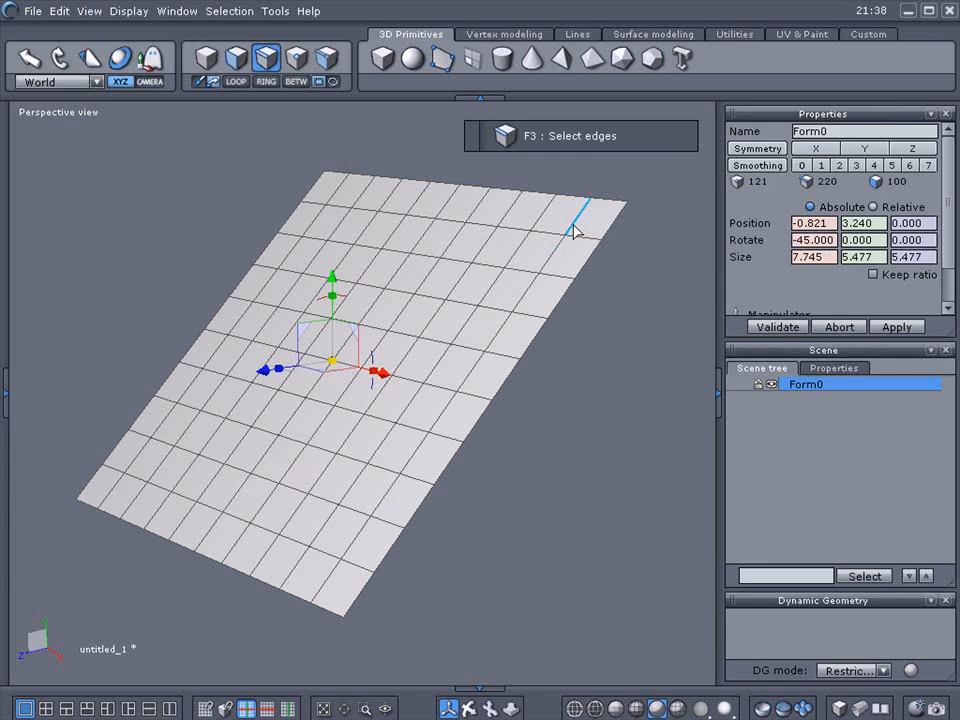 File Edit View Display Window Selection Tools Help 21:38
3D Primitives Vertex modeling Lines Surface modeling Utilities UV & Paint Custom
World XYZ CAMERA LOOP RING BETW
Perspective view
F3 : Select edges
Properties
Name Form0
Symmetry X Y Z
Smoothing 0 1 2 3 4 5 6 7
121 220 100
Absolute Relative
Position -0.821 3.240 0.000
Rotate -45.000 0.000 0.000
Size 7.745 5.477 5.477
Keep ratio
Manipulator
Validate Abort Apply
Scene
Scene tree Properties
Form0
Select
Dynamic Geometry
DG mode: Restric...
Y
Z X
untitled_1 *